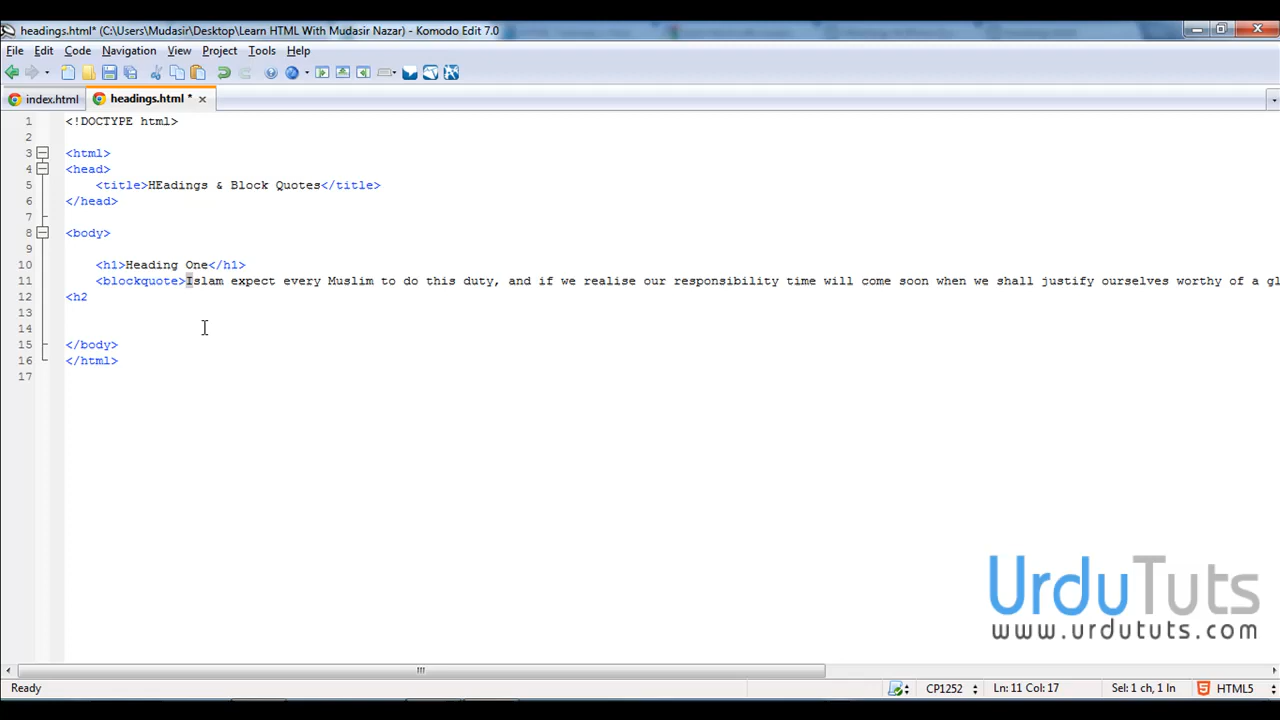 headings.html* (C:\Users\Mudasir\Desktop\Learn HTML With Mudasir Nazar) - Komodo Edit 7.0
File Edit Code Navigation View Project Tools Help
index.html headings.html *
1 <!DOCTYPE html>
2
3 <html>
4 <head>
5 <title>HEadings & Block Quotes</title>
6 </head>
7
8 <body>
9
10 <h1>Heading One</h1>
11 <blockquote>Islam expect every Muslim to do this duty, and if we realise our responsibility time will come soon when we shall justify ourselves worthy of a gl
12 <h2
13
14
15 </body>
16 </html>
17
UrduTuts
www.urdututs.com
Ready CP1252 Ln: 11 Col: 17 Sel: 1 ch, 1 ln HTML5